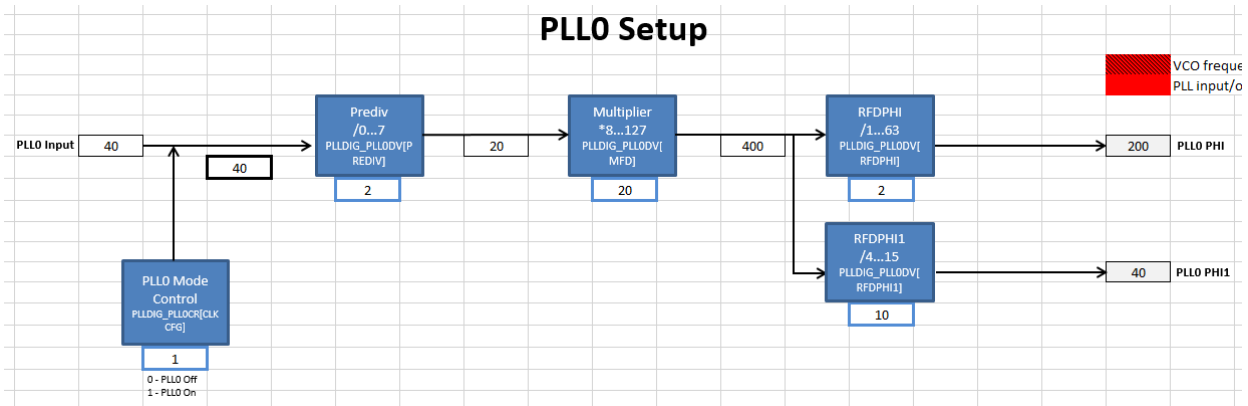 PLL0 Setup
VCO freque
PLL input/o
PLL0 Input
40
40
Prediv
/0...7
PLLDIG_PLL0DV[P
REDIV]
2
20
Multiplier
*8...127
PLLDIG_PLL0DV[
MFD]
20
400
RFDPHI
/1...63
PLLDIG_PLL0DV[
RFDPHI]
2
200
PLL0 PHI
RFDPHI1
/4...15
PLLDIG_PLL0DV[
RFDPHI1]
10
40
PLL0 PHI1
PLL0 Mode
Control
PLLDIG_PLL0CR[CLK
CFG]
1
0 - PLL0 Off
1 - PLL0 On